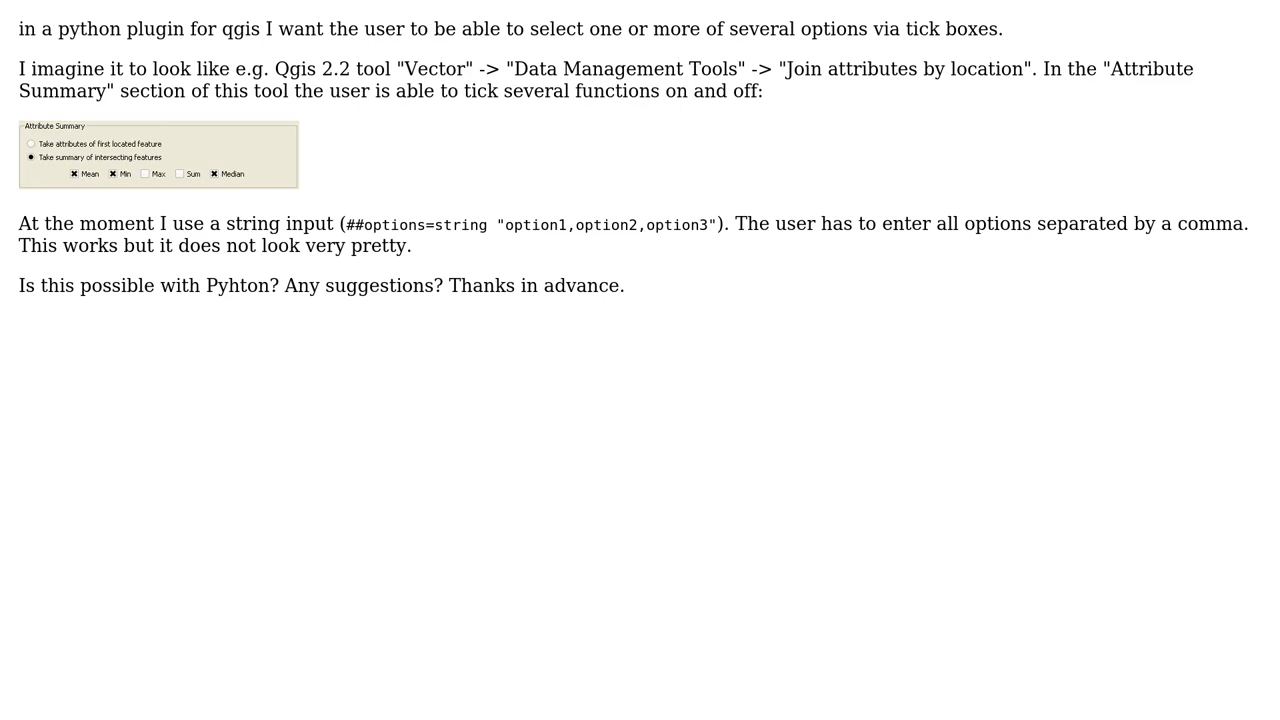 in a python plugin for qgis I want the user to be able to select one or more of several options via tick boxes.
I imagine it to look like e.g. Qgis 2.2 tool "Vector" -> "Data Management Tools" -> "Join attributes by location". In the "Attribute
Summary" section of this tool the user is able to tick several functions on and off:
Attribute Summary
Take attributes of first located feature
Take summary of intersecting features
Mean Min Max Sum Median
At the moment I use a string input (##options=string "option1,option2,option3"). The user has to enter all options separated by a comma.
This works but it does not look very pretty.
Is this possible with Pyhton? Any suggestions? Thanks in advance.